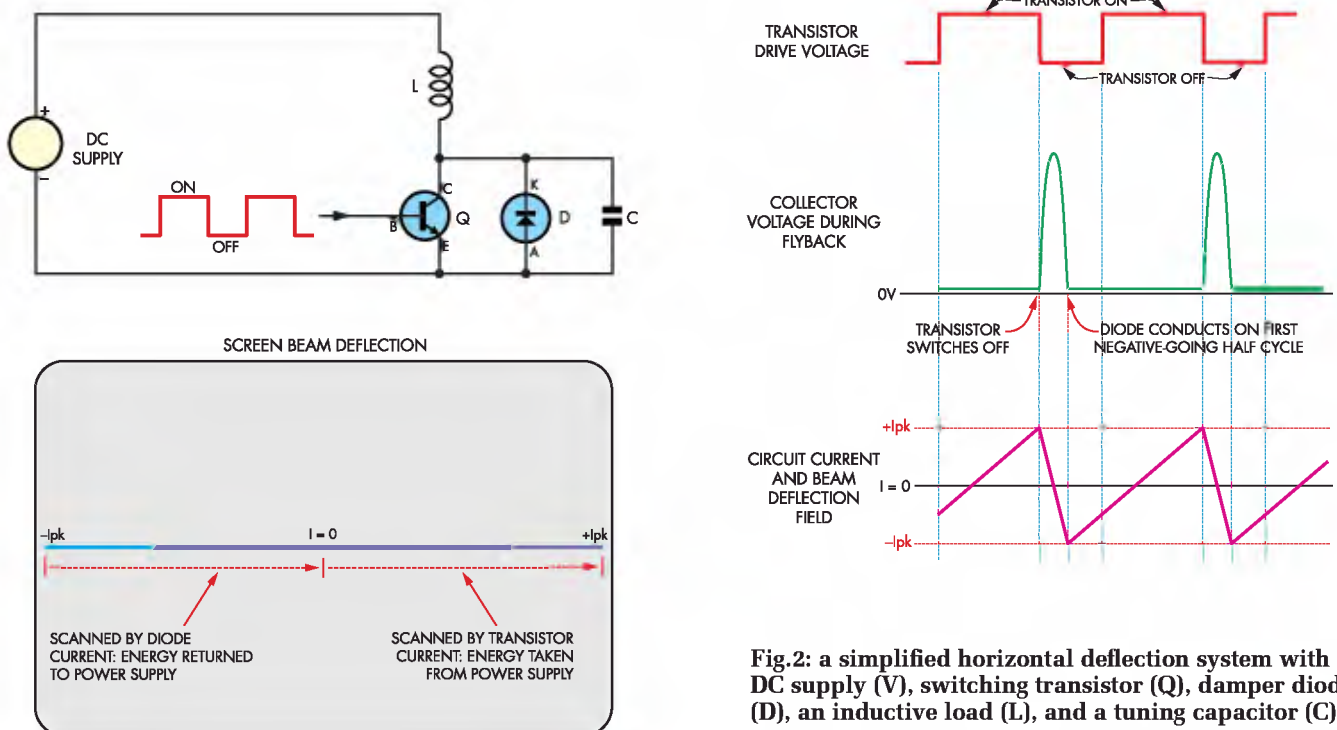 L
+
DC
SUPPLY
–
ON
OFF
B
C
Q
E
K
D
A
C
SCREEN BEAM DEFLECTION
–Ipk
I = 0
+Ipk
SCANNED BY DIODE
CURRENT: ENERGY RETURNED
TO POWER SUPPLY
SCANNED BY TRANSISTOR
CURRENT: ENERGY TAKEN
FROM POWER SUPPLY
TRANSISTOR ON
TRANSISTOR
DRIVE VOLTAGE
TRANSISTOR OFF
COLLECTOR
VOLTAGE DURING
FLYBACK
0V
TRANSISTOR
SWITCHES OFF
DIODE CONDUCTS ON FIRST
NEGATIVE-GOING HALF CYCLE
+Ipk
CIRCUIT CURRENT
AND BEAM
DEFLECTION
FIELD
I = 0
–Ipk
Fig.2: a simplified horizontal deflection system with
DC supply (V), switching transistor (Q), damper diod
(D), an inductive load (L), and a tuning capacitor (C)